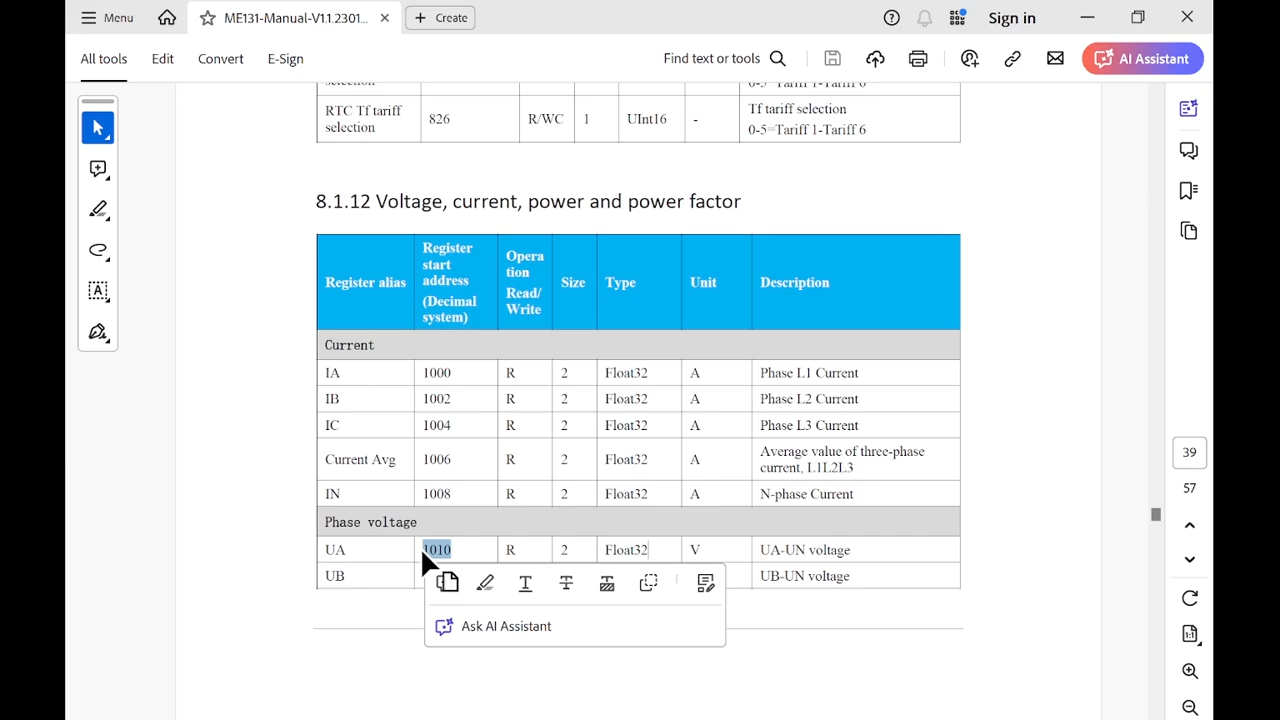 Menu
ME131-Manual-V1.1.2301...
Create
Sign in
All tools
Edit
Convert
E-Sign
Find text or tools
AI Assistant
RTC Tf tariff selection 826 R/WC 1 UInt16 - Tf tariff selection
0-5=Tariff 1-Tariff 6
8.1.12 Voltage, current, power and power factor
Register alias
Register start address (Decimal system)
Opera tion Read/ Write
Size
Type
Unit
Description
Current
IA 1000 R 2 Float32 A Phase L1 Current
IB 1002 R 2 Float32 A Phase L2 Current
IC 1004 R 2 Float32 A Phase L3 Current
Current Avg 1006 R 2 Float32 A Average value of three-phase current, L1L2L3
IN 1008 R 2 Float32 A N-phase Current
Phase voltage
UA 1010 R 2 Float32 V UA-UN voltage
UB UB-UN voltage
Ask AI Assistant
39
57